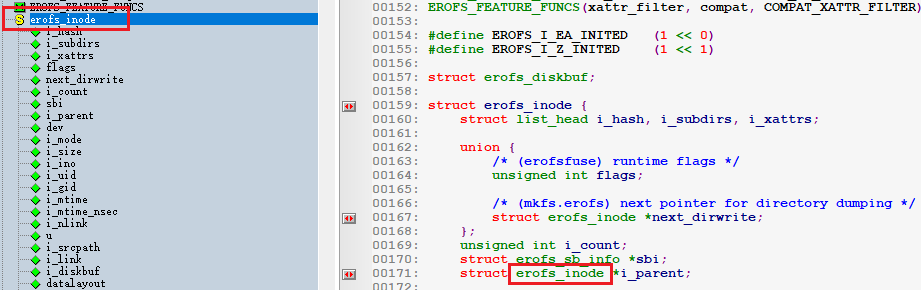 EROFS_FEATURE_FUNCS
S erofs_inode
i_hash
i_subdirs
i_xattrs
flags
next_dirwrite
i_count
sbi
i_parent
dev
i_mode
i_size
i_ino
i_uid
i_gid
i_mtime
i_mtime_nsec
i_nlink
u
i_srcpath
i_link
i_diskbuf
datalayout
00152: EROFS_FEATURE_FUNCS(xattr_filter, compat, COMPAT_XATTR_FILTER)
00154: #define EROFS_I_EA_INITED (1 << 0)
00155: #define EROFS_I_Z_INITED (1 << 1)
00156:
00157: struct erofs_diskbuf;
00158:
00159: struct erofs_inode {
00160: struct list_head i_hash, i_subdirs, i_xattrs;
00161:
00162: union {
00163: /* (erofsfuse) runtime flags */
00164: unsigned int flags;
00165:
00166: /* (mkfs.erofs) next pointer for directory dumping */
00167: struct erofs_inode *next_dirwrite;
00168: };
00169: unsigned int i_count;
00170: struct erofs_sb_info *sbi;
00171: struct erofs_inode *i_parent;
00172: